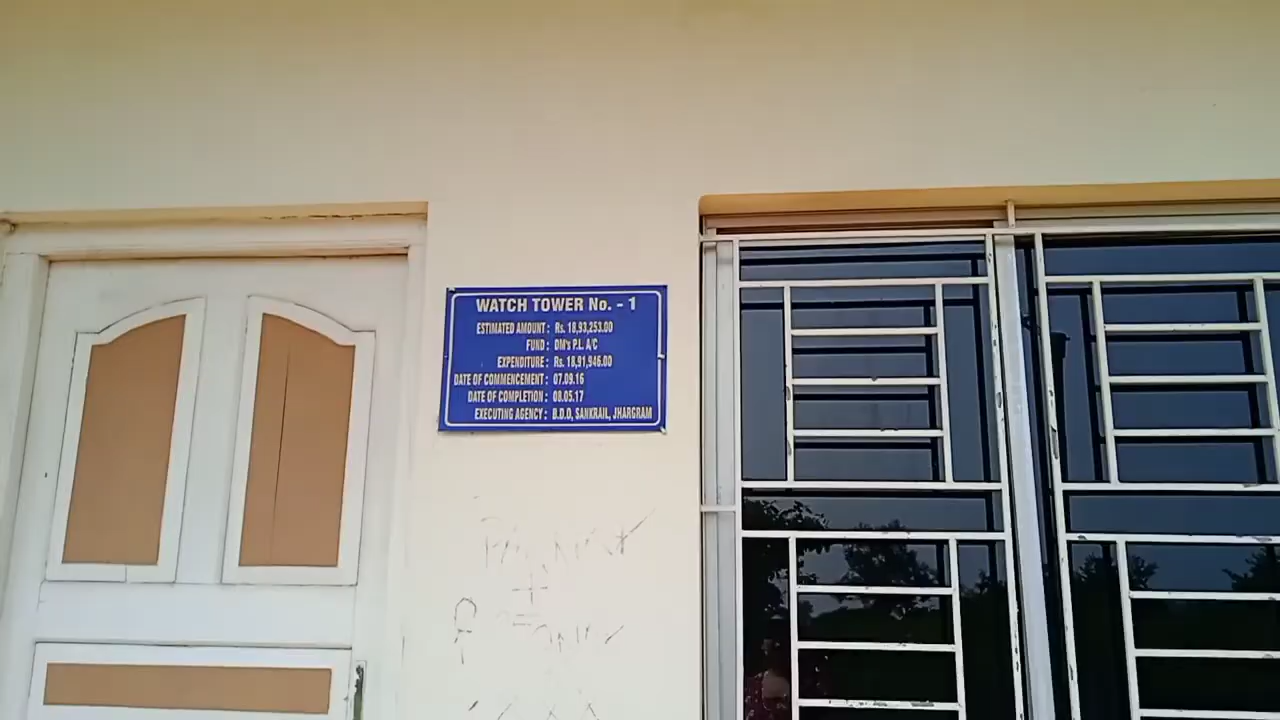 WATCH TOWER No. - 1
ESTIMATED AMOUNT : Rs. 18,93,253.00
FUND : DM's P.L. A/C
EXPENDITURE : Rs. 18,91,946.00
DATE OF COMMENCEMENT : 07.09.16
DATE OF COMPLETION : 08.05.17
EXECUTING AGENCY : B.D.O, SANKRAIL, JHARGRAM